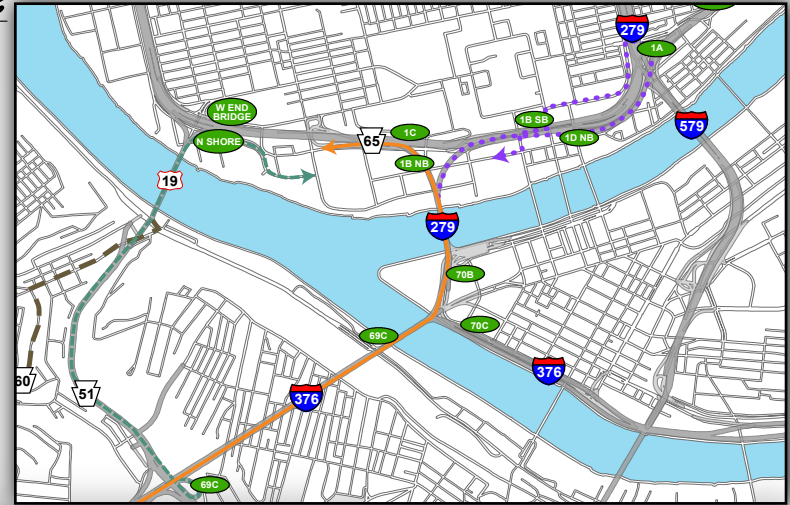 279
1A
W END
BRIDGE
N SHORE
1C
65
1B NB
1B SB
1D NB
579
19
279
70B
69C
70C
376
376
60
51
69C